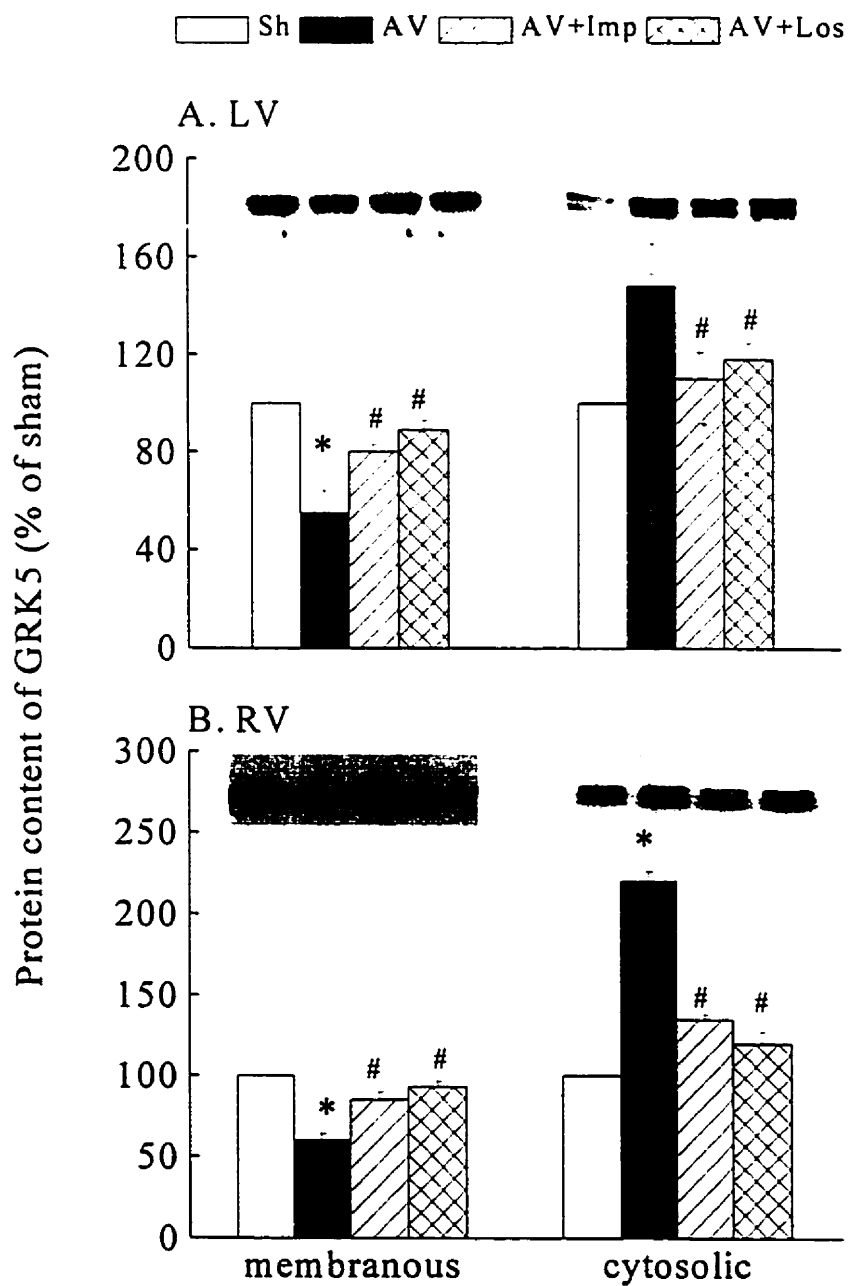 Sh AV AV+Imp AV+Los
A. LV
200
160
120
80
40
0
# #
* # #
B. RV
300
250
200
150
100
50
0
*
# #
* # #
membranous cytosolic
Protein content of GRK5 (% of sham)